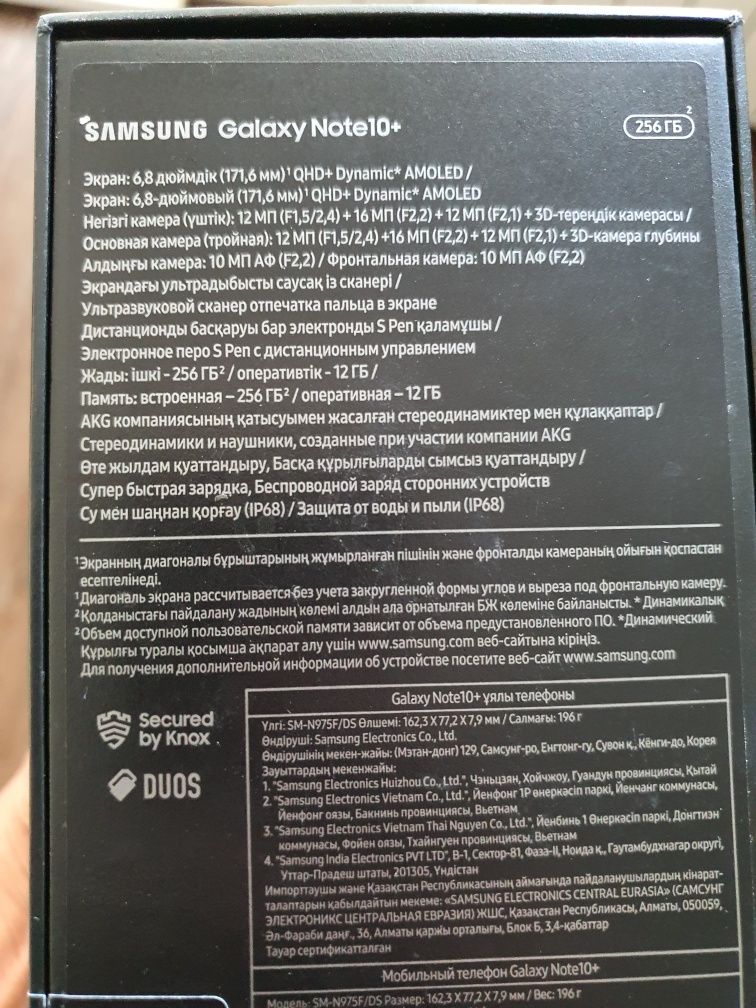 SAMSUNG Galaxy Note10+
256 ГБ²
Экран: 6,8 дюймдік (171,6 мм)¹ QHD+ Dynamic* AMOLED /
Экран: 6,8-дюймовый (171,6 мм)¹ QHD+ Dynamic* AMOLED
Негізгі камера (үштік): 12 МП (F1,5/2,4) + 16 МП (F2,2) + 12 МП (F2,1) + 3D-тереңдік камерасы /
Основная камера (тройная): 12 МП (F1,5/2,4) +16 МП (F2,2) + 12 МП (F2,1) + 3D-камера глубины
Алдыңғы камера: 10 МП АФ (F2,2) / Фронтальная камера: 10 МП АФ (F2,2)
Экрандағы ультрадыбысты саусақ із сканері /
Ультразвуковой сканер отпечатка пальца в экране
Дистанционды басқаруы бар электронды S Pen қаламұшы /
Электронное перо S Pen с дистанционным управлением
Жады: ішкі - 256 ГБ² / оперативтік - 12 ГБ /
Память: встроенная – 256 ГБ² / оперативная – 12 ГБ
AKG компаниясының қатысуымен жасалған стереодинамиктер мен құлаққаптар /
Стереодинамики и наушники, созданные при участии компании AKG
Өте жылдам қуаттандыру, Басқа құрылғыларды сымсыз қуаттандыру /
Супер быстрая зарядка, Беспроводной заряд сторонних устройств
Су мен шаңнан қорғау (IP68) / Защита от воды и пыли (IP68)
¹Экранның диагоналы бұрыштарының жұмырланған пішінін және фронталды камераның ойығын қоспастан
есептелінеді.
¹Диагональ экрана рассчитывается без учета закругленной формы углов и выреза под фронтальную камеру.
²Қолданыстағы пайдалану жадының көлемі алдын ала орнатылған БЖ көлеміне байланысты. * Динамикалық
²Объем доступной пользовательской памяти зависит от объема предустановленного ПО. *Динамический
Құрылғы туралы қосымша ақпарат алу үшін www.samsung.com веб-сайтына кіріңіз.
Для получения дополнительной информации об устройстве посетите веб-сайт www.samsung.com
Secured
by Knox
DUOS
Galaxy Note10+ ұялы телефоны
Үлгі: SM-N975F/DS Өлшемі: 162,3 X 77,2 X 7,9 мм / Салмағы: 196 г
Өндіруші: Samsung Electronics Co., Ltd.
Өндірушінің мекен-жайы: (Мэтан-донг) 129, Самсунг-ро, Енгтонг-гу, Сувон қ., Кёнги-до, Корея
Зауыттардың мекенжайы:
1. "Samsung Electronics Huizhou Co., Ltd.", Чэньцзян, Хойчжоу, Гуандун провинциясы, Қытай
2. "Samsung Electronics Vietnam Co., Ltd.", Йенфонг 1Р өнеркәсіп паркі, Йенчанг коммунасы,
Йенфонг оязы, Бакнинь провинциясы, Вьетнам
3. "Samsung Electronics Vietnam Thai Nguyen Co., Ltd.", Йенбинь 1 Өнеркәсіп паркі, Донгтиэн
коммунасы, Фойен оязы, Тхайнгуен провинциясы, Вьетнам
4. "Samsung India Electronics PVT LTD", В-1, Сектор-81, Фаза-II, Ноида қ., Гаутамбудхнагар округі,
Уттар-Прадеш штаты, 201305, Үндістан
Импорттаушы және Қазақстан Республикасының аймағында пайдаланушылардың кінарат-
талаптарын қабылдайтын мекеме: «SAMSUNG ELECTRONICS CENTRAL EURASIA» (САМСУНГ
ЭЛЕКТРОНИКС ЦЕНТРАЛЬНАЯ ЕВРАЗИЯ) ЖШС, Қазақстан Республикасы, Алматы, 050059,
Әл-Фараби даңғ., 36, Алматы қаржы орталығы, Блок Б, 3,4-қабаттар
Тауар сертификатталған
Мобильный телефон Galaxy Note10+
Модель: SM-N975F/DS Размер: 162,3 X 77,2 X 7,9 мм / Вес: 196 г